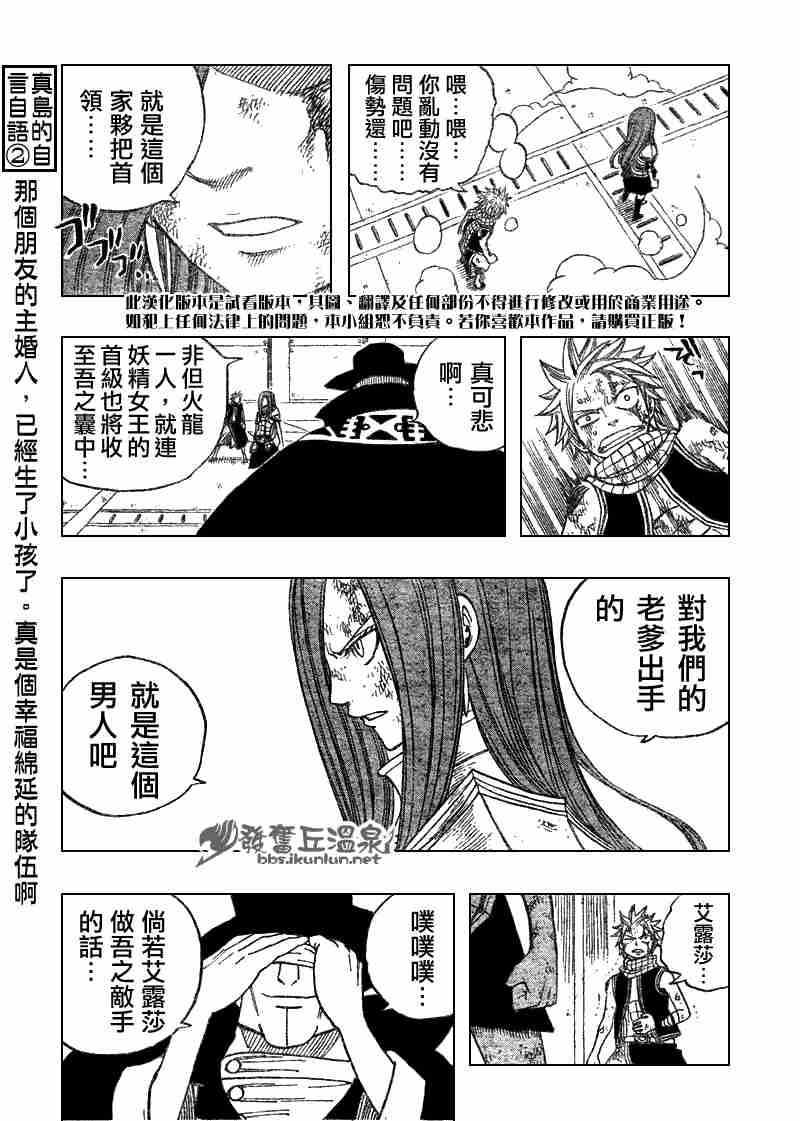 真島的自
言自語②
那個朋友的主婚人，已經生了小孩了。真是個幸福綿延的隊伍啊
喂…喂…
你亂動沒有
問題吧…
傷勢還……
就是這個
家夥把首
領……
ゴゴゴ…
此漢化版本是試看版本，其圖、翻譯及任何部份不得進行修改或用於商業用途。
如犯上任何法律上的問題，本小組恕不負責。若你喜歡本作品，請購買正版！
真可悲
啊…
非但火龍
一人，就連
妖精女王的
首級也將收
至吾之囊中…
對我們的
老爹出手
的
就是這個
男人吧
發奮丘溫泉
bbs.ikunlun.net
艾露莎…
噗噗噗…
倘若艾露莎
做吾之敵手
的話…